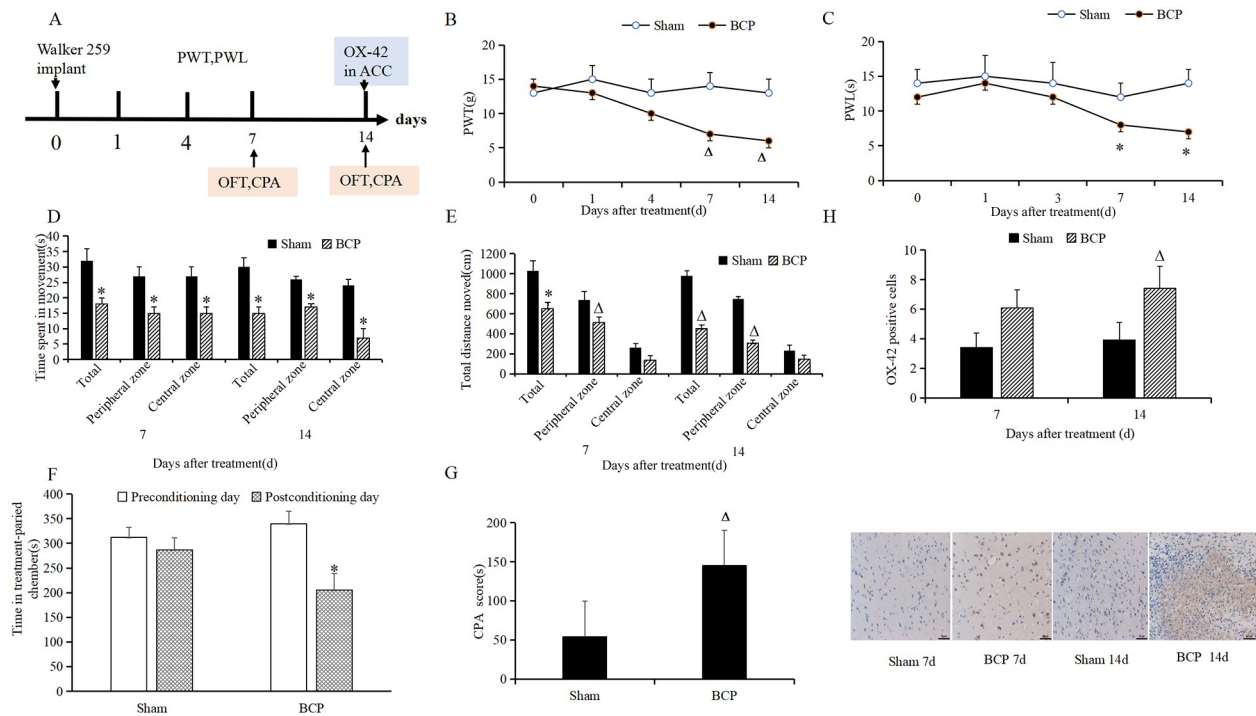 A
Walker 259
implant
PWT,PWL
OX-42
in ACC
days
0 1 4 7 14
OFT,CPA OFT,CPA
B
Sham BCP
PWT(g)
20
15
10
5
0
Δ Δ
0 1 4 7 14
Days after treatment(d)
C
Sham BCP
PWL(s)
20
15
10
5
0
* *
0 1 3 7 14
Days after treatment(d)
D
Sham BCP
Time spent in movement(s)
40
35
30
25
20
15
10
5
0
* * * * * *
Total Peripheral zone Central zone Total Peripheral zone Central zone
7 14
Days after treatment(d)
E
Sham BCP
Total distance moved(cm)
1200
1000
800
600
400
200
0
* Δ Δ Δ
Total Peripheral zone Central zone Total Peripheral zone Central zone
7 14
Days after treatment(d)
H
Sham BCP
OX-42 positive cells
10
8
6
4
2
0
Δ
7 14
Days after treatment (d)
F
Preconditioning day Postconditioning day
Time in treatment-paried
chember(s)
400
350
300
250
200
150
100
50
0
*
Sham BCP
G
CPA score(s)
200
150
100
50
0
Δ
Sham BCP
Sham 7d BCP 7d Sham 14d BCP 14d